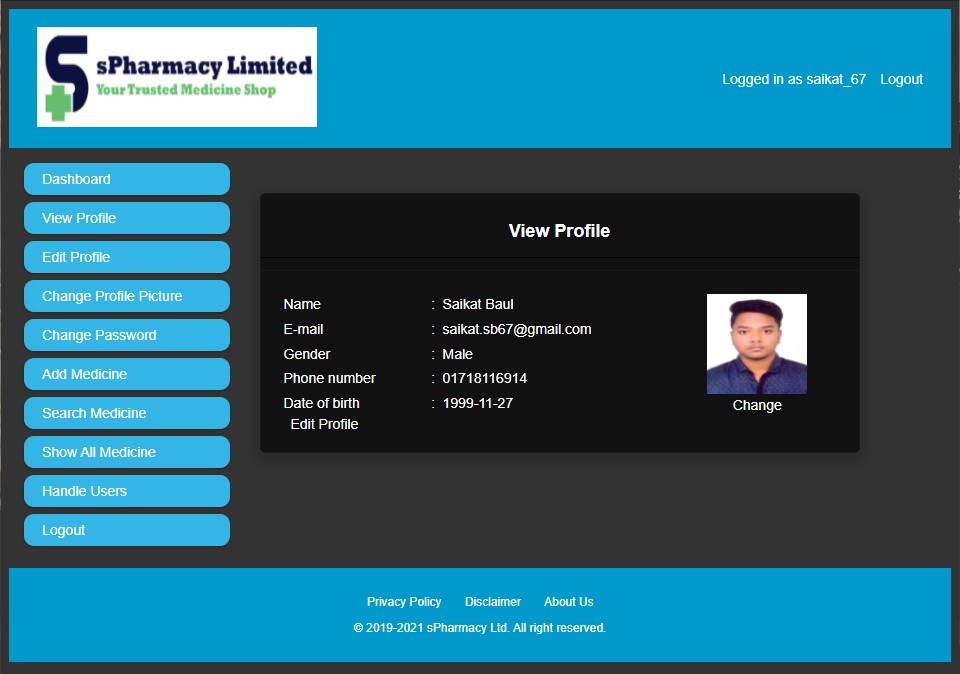 sPharmacy Limited
Your Trusted Medicine Shop
Logged in as saikat_67 Logout
Dashboard
View Profile
Edit Profile
Change Profile Picture
Change Password
Add Medicine
Search Medicine
Show All Medicine
Handle Users
Logout
View Profile
Name : Saikat Baul
E-mail : saikat.sb67@gmail.com
Gender : Male
Phone number : 01718116914
Date of birth : 1999-11-27
Edit Profile
Change
Privacy Policy Disclaimer About Us
© 2019-2021 sPharmacy Ltd. All right reserved.